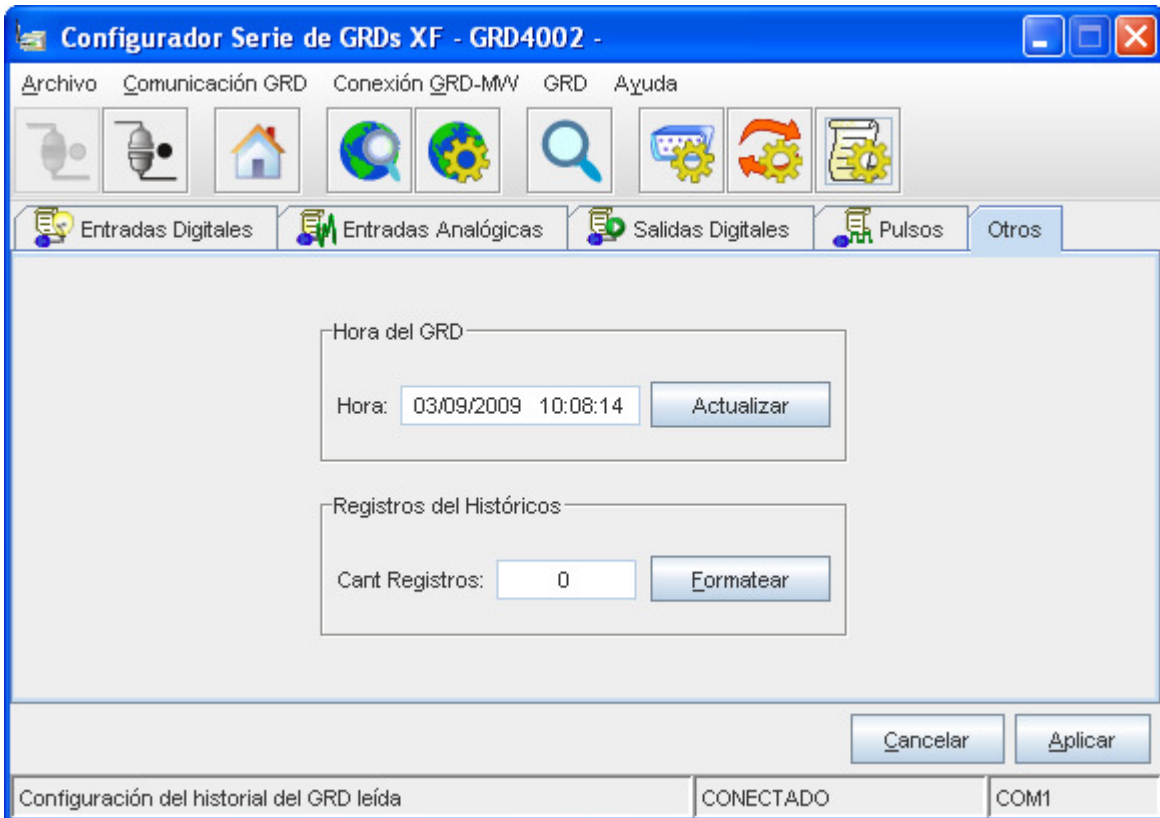 Configurador Serie de GRDs XF - GRD4002 -
Archivo Comunicación GRD Conexión GRD-MW GRD Ayuda
Entradas Digitales Entradas Analógicas Salidas Digitales Pulsos Otros
Hora del GRD
Hora: 03/09/2009 10:08:14 Actualizar
Registros del Históricos
Cant Registros: 0 Formatear
Cancelar Aplicar
Configuración del historial del GRD leída CONECTADO COM1